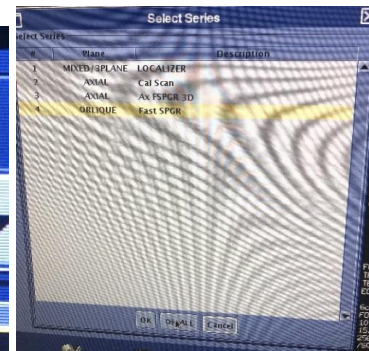 Select Series
Select Series
# Plane Description
1 MIXED/3PLANE LOCALIZER
2 AXIAL Cal Scan
3 AXIAL Ax FSPGR 3D
4 OBLIQUE Fast SPGR
OK Cancel